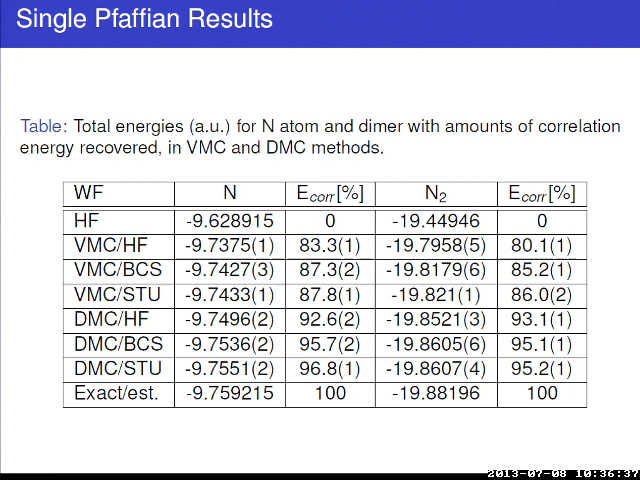 Single Pfaffian Results
Table: Total energies (a.u.) for N atom and dimer with amounts of correlation
energy recovered, in VMC and DMC methods.
WF N E_corr[%] N₂ E_corr[%]
HF -9.628915 0 -19.44946 0
VMC/HF -9.7375(1) 83.3(1) -19.7958(5) 80.1(1)
VMC/BCS -9.7427(3) 87.3(2) -19.8179(6) 85.2(1)
VMC/STU -9.7433(1) 87.8(1) -19.821(1) 86.0(2)
DMC/HF -9.7496(2) 92.6(2) -19.8521(3) 93.1(1)
DMC/BCS -9.7536(2) 95.7(2) -19.8605(6) 95.1(1)
DMC/STU -9.7551(2) 96.8(1) -19.8607(4) 95.2(1)
Exact/est. -9.759215 100 -19.88196 100
2013-07-08 10:36:37